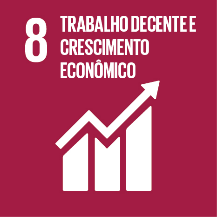 8 TRABALHO DECENTE E
CRESCIMENTO
ECONÔMICO